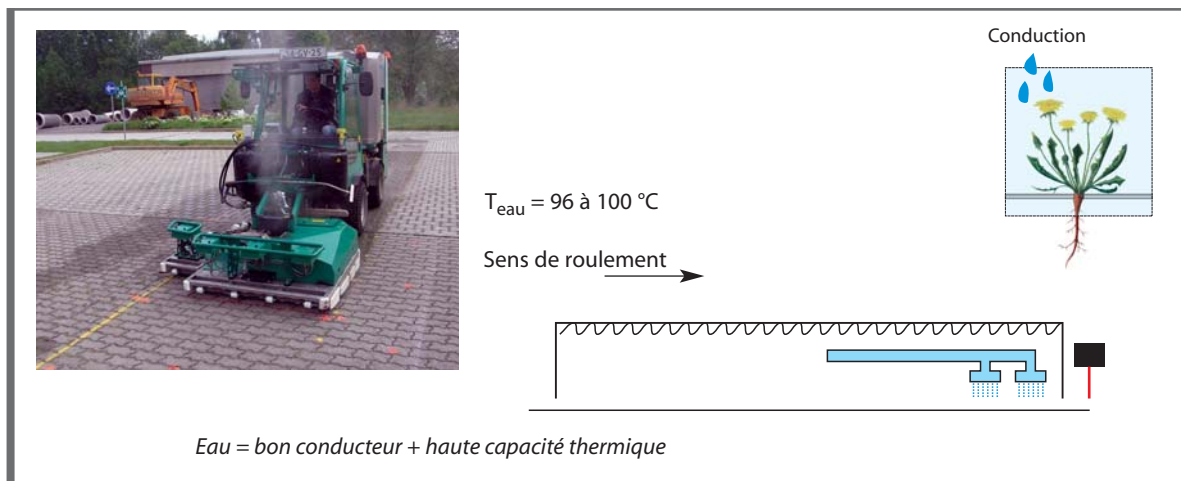 Conduction
T_eau = 96 à 100 °C
Sens de roulement
Eau = bon conducteur + haute capacité thermique